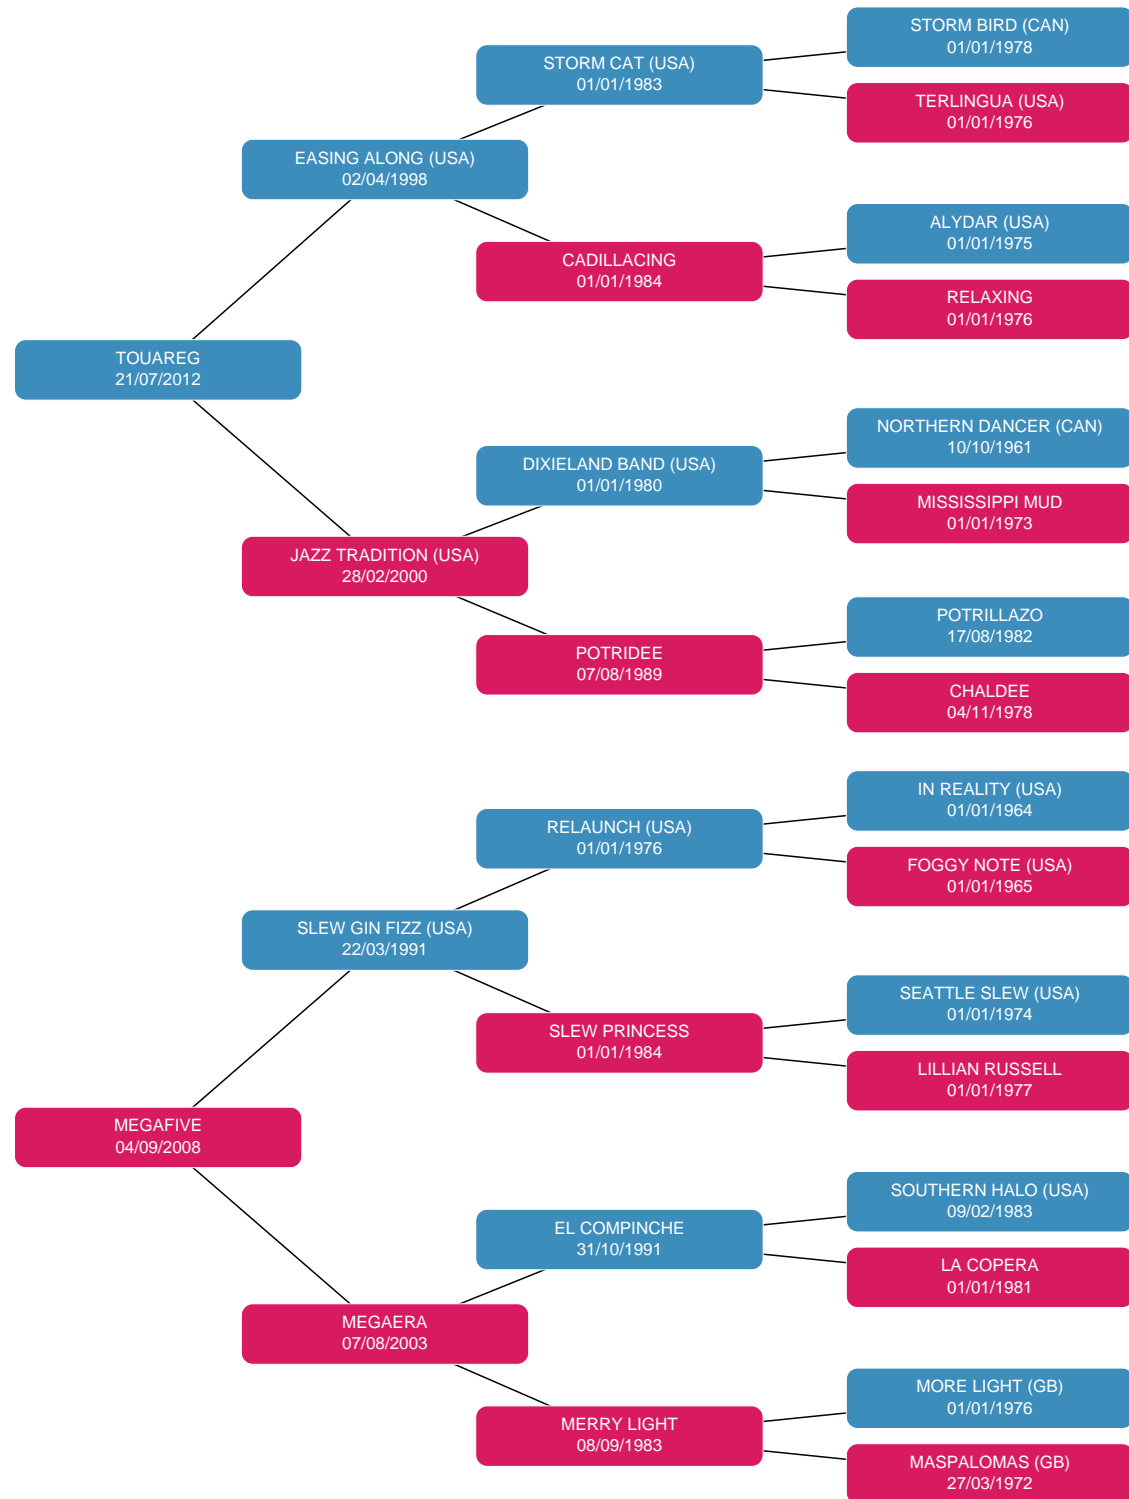 STORM BIRD (CAN)
01/01/1978
STORM CAT (USA)
01/01/1983
TERLINGUA (USA)
01/01/1976
EASING ALONG (USA)
02/04/1998
ALYDAR (USA)
01/01/1975
CADILLACING
01/01/1984
RELAXING
01/01/1976
TOUAREG
21/07/2012
NORTHERN DANCER (CAN)
10/10/1961
DIXIELAND BAND (USA)
01/01/1980
MISSISSIPPI MUD
01/01/1973
JAZZ TRADITION (USA)
28/02/2000
POTRILLAZO
17/08/1982
POTRIDEE
07/08/1989
CHALDEE
04/11/1978
IN REALITY (USA)
01/01/1964
RELAUNCH (USA)
01/01/1976
FOGGY NOTE (USA)
01/01/1965
SLEW GIN FIZZ (USA)
22/03/1991
SEATTLE SLEW (USA)
01/01/1974
SLEW PRINCESS
01/01/1984
LILLIAN RUSSELL
01/01/1977
MEGAFIVE
04/09/2008
SOUTHERN HALO (USA)
09/02/1983
EL COMPINCHE
31/10/1991
LA COPERA
01/01/1981
MEGAERA
07/08/2003
MORE LIGHT (GB)
01/01/1976
MERRY LIGHT
08/09/1983
MASPALOMAS (GB)
27/03/1972